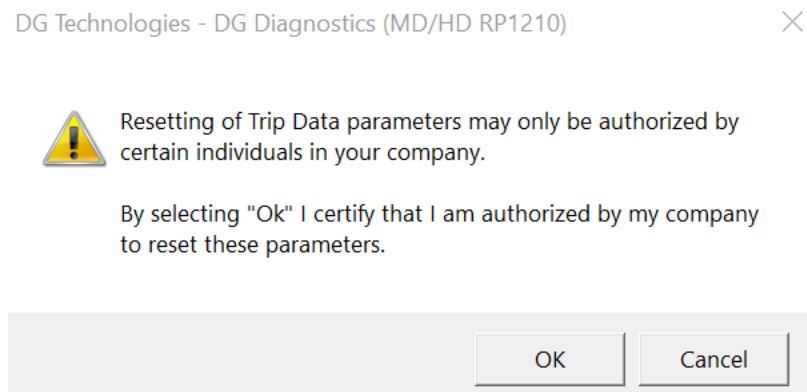 DG Technologies - DG Diagnostics (MD/HD RP1210)
Resetting of Trip Data parameters may only be authorized by
certain individuals in your company.
By selecting "Ok" I certify that I am authorized by my company
to reset these parameters.
OK
Cancel